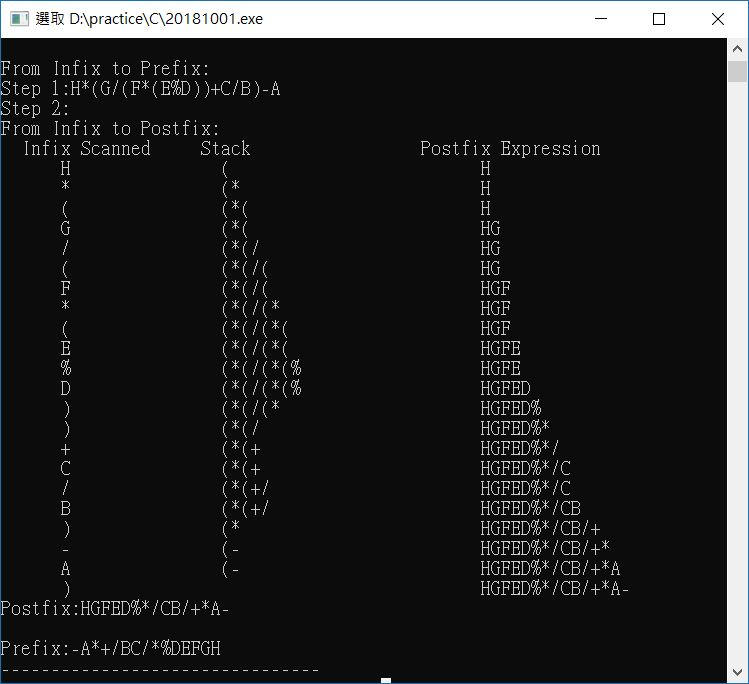 選取 D:\practice\C\20181001.exe
From Infix to Prefix:
Step 1:H*(G/(F*(E%D))+C/B)-A
Step 2:
From Infix to Postfix:
Infix Scanned Stack Postfix Expression
H ( H
* (* H
( (*( H
G (*( HG
/ (*(/ HG
( (*(/( HG
F (*(/( HGF
* (*(/(* HGF
( (*(/(*( HGF
E (*(/(*( HGFE
% (*(/(*(% HGFE
D (*(/(*(% HGFED
) (*(/(* HGFED%
) (*(/ HGFED%*
+ (*(+ HGFED%*/
C (*(+ HGFED%*/C
/ (*(+/ HGFED%*/C
B (*(+/ HGFED%*/CB
) (* HGFED%*/CB/+
- (- HGFED%*/CB/+*
A (- HGFED%*/CB/+*A
) HGFED%*/CB/+*A-
Postfix:HGFED%*/CB/+*A-
Prefix:-A*+/BC/*%DEFGH
--------------------------------